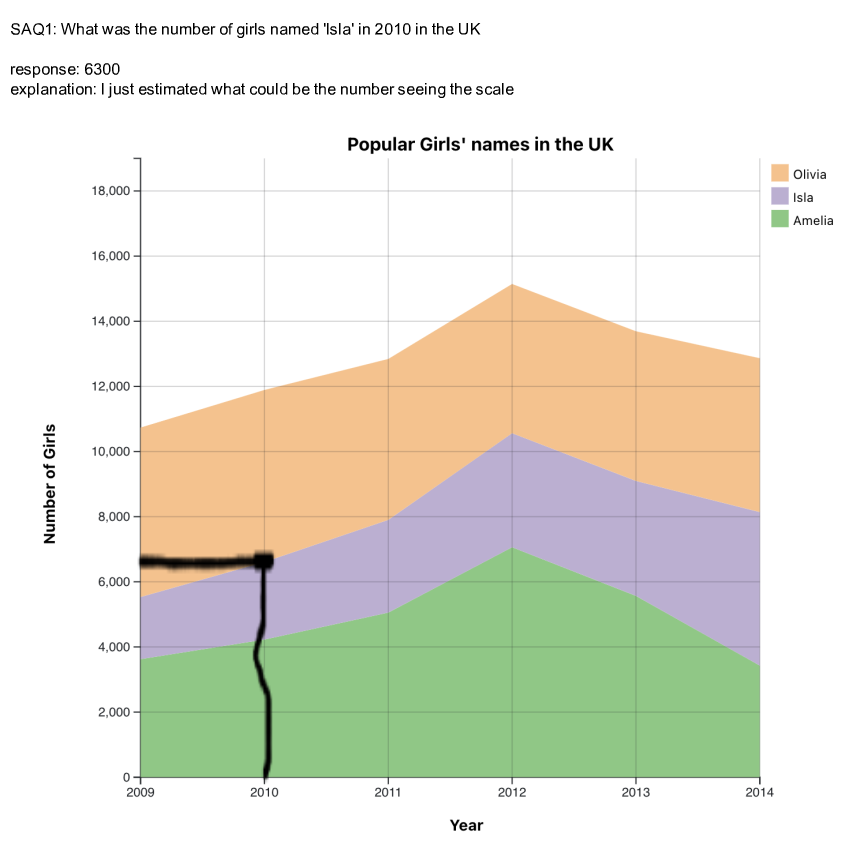 SAQ1: What was the number of girls named 'Isla' in 2010 in the UK
response: 6300
explanation: I just estimated what could be the number seeing the scale
Popular Girls' names in the UK
Olivia
Isla
Amelia
18,000
16,000
14,000
12,000
10,000
8,000
6,000
4,000
2,000
0
Number of Girls
2009 2010 2011 2012 2013 2014
Year